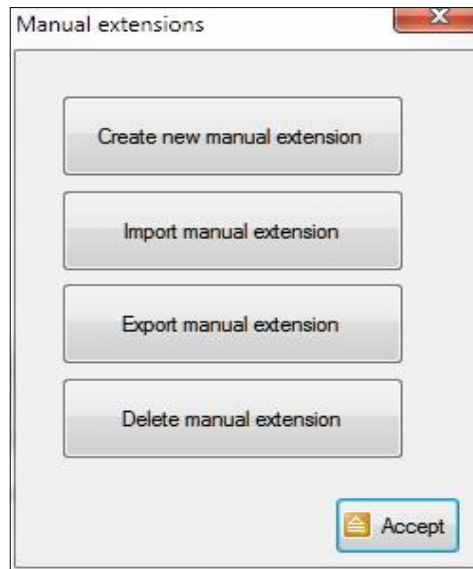 Manual extensions
Create new manual extension
Import manual extension
Export manual extension
Delete manual extension
Accept